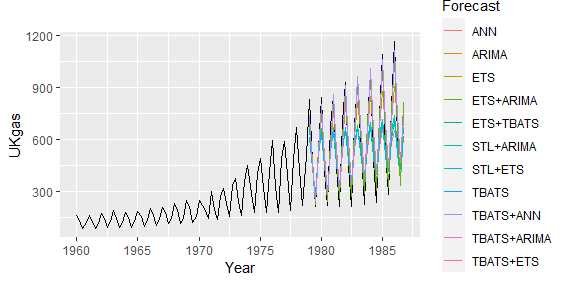 Forecast
ANN
ARIMA
ETS
ETS+ARIMA
ETS+TBATS
STL+ARIMA
STL+ETS
TBATS
TBATS+ANN
TBATS+ARIMA
TBATS+ETS
UKgas
1200
900
600
300
1960 1965 1970 1975 1980 1985
Year